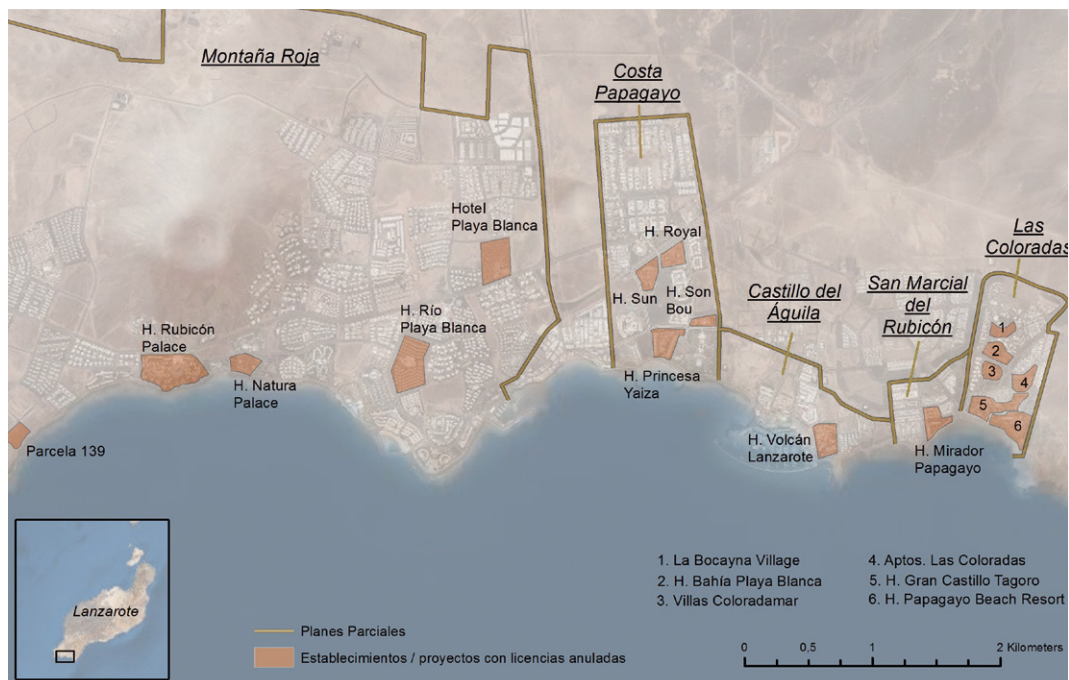 Montaña Roja
Costa
Papagayo
Las
Coloradas
Hotel
Playa Blanca
H. Royal
H. Sun
H. Son
Bou
Castillo del
Águila
San Marcial
del
Rubicón
H. Rubicón
Palace
H. Natura
Palace
H. Río
Playa Blanca
H. Princesa
Yaiza
1
2
3
4
5
6
Parcela 139
H. Volcán
Lanzarote
H. Mirador
Papagayo
Lanzarote
1. La Bocayna Village
2. H. Bahía Playa Blanca
3. Villas Coloradamar
4. Aptos. Las Coloradas
5. H. Gran Castillo Tagoro
6. H. Papagayo Beach Resort
Planes Parciales
Establecimientos / proyectos con licencias anuladas
0 0,5 1 2 Kilometers